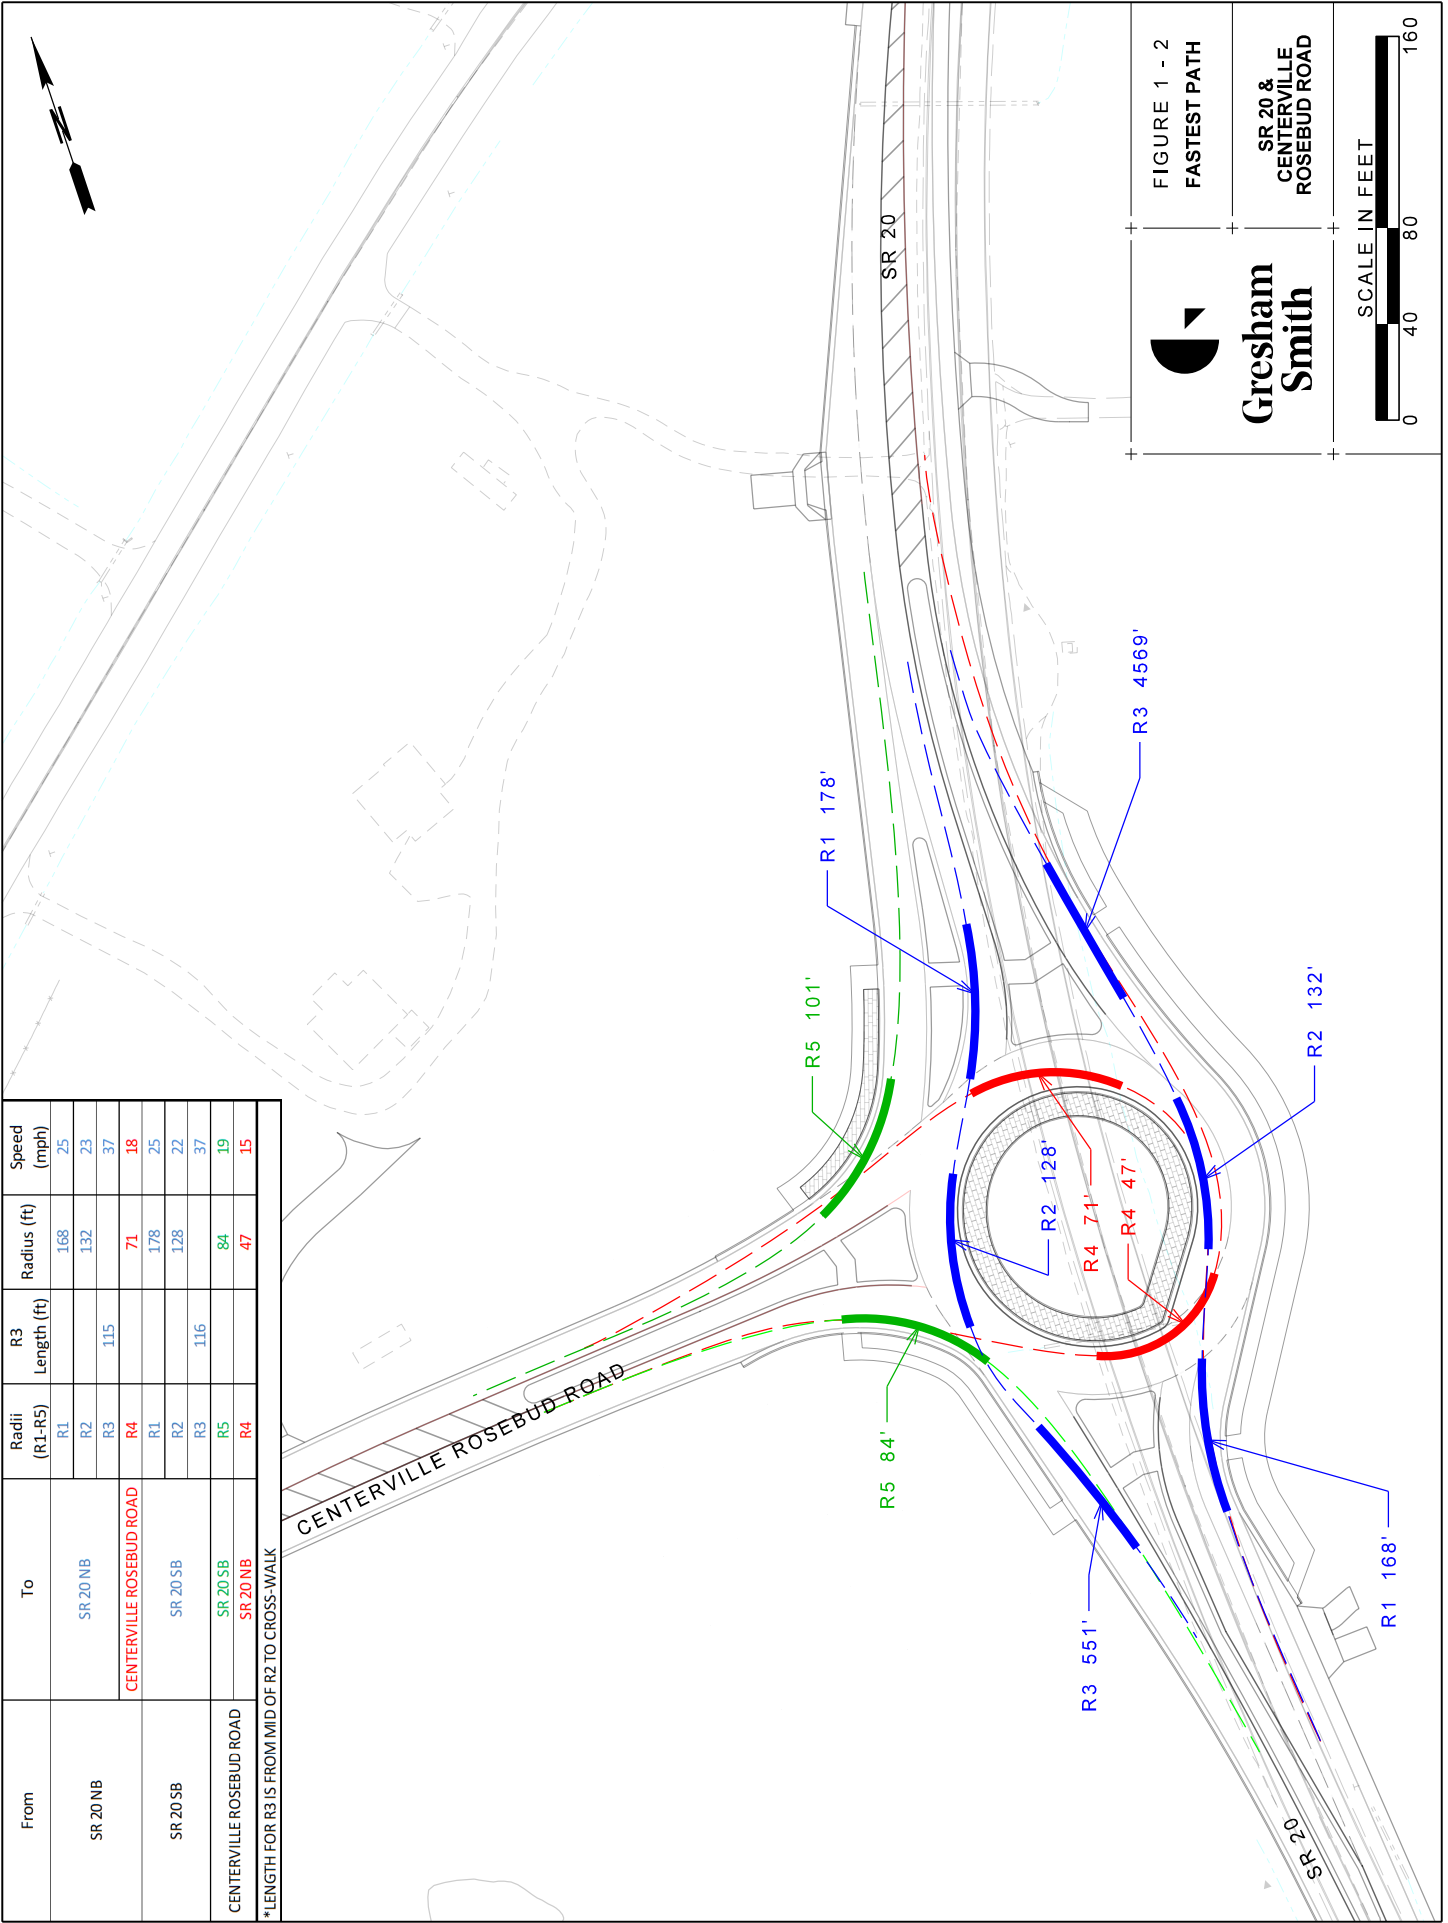 From To Radii (R1-R5) R3 Length (ft) Radius (ft) Speed (mph)
SR 20 NB SR 20 NB R1 168 25
R2 132 23
R3 115 37
CENTERVILLE ROSEBUD ROAD R4 71 18
SR 20 SB SR 20 SB R1 178 25
R2 128 22
R3 116 37
CENTERVILLE ROSEBUD ROAD SR 20 SB R5 84 19
SR 20 NB R4 47 15
*LENGTH FOR R3 IS FROM MID OF R2 TO CROSS-WALK
N
CENTERVILLE ROSEBUD ROAD
R5 101'
R1 178'
SR 20
R5 84'
R2 128'
R4 71'
R4 47'
R3 4569'
R3 551'
R2 132'
R1 168'
SR 20
Gresham
Smith
FIGURE 1 - 2
FASTEST PATH
SR 20 &
CENTERVILLE
ROSEBUD ROAD
SCALE IN FEET
0 40 80 160